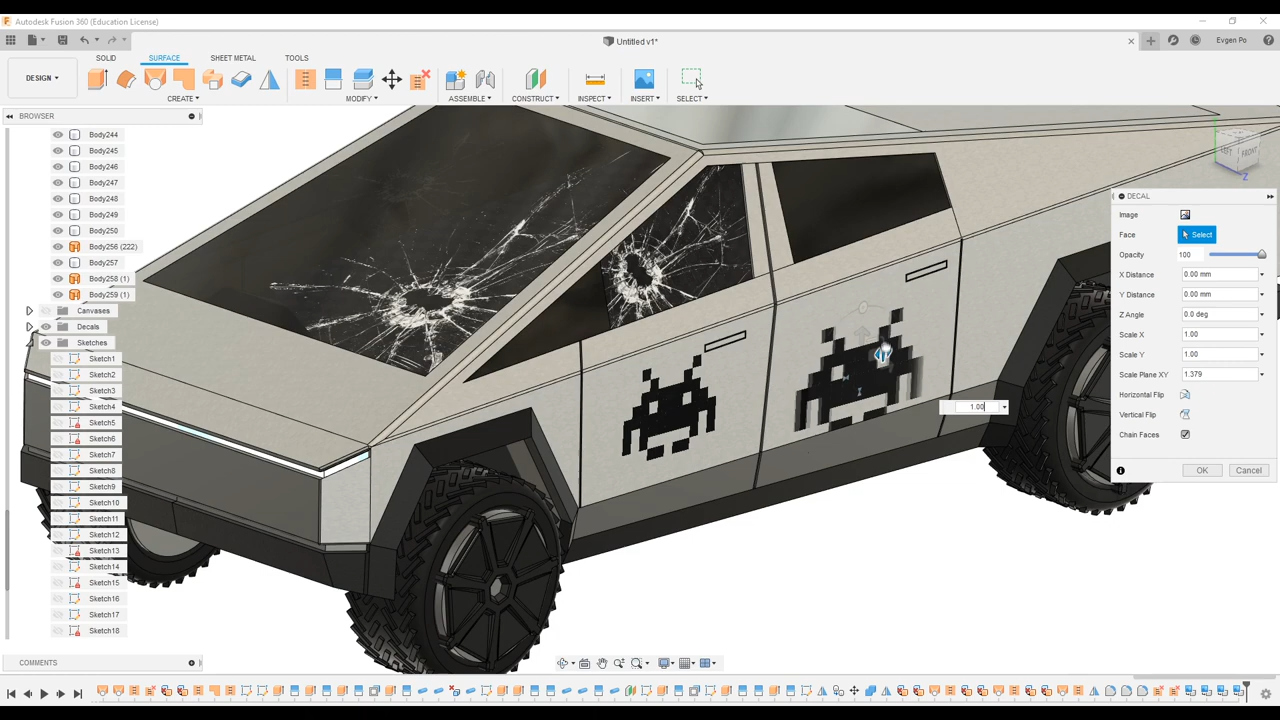 Autodesk Fusion 360 (Education License)
Untitled v1*
Evgen Po
DESIGN
SOLID
SURFACE
SHEET METAL
TOOLS
CREATE
MODIFY
ASSEMBLE
CONSTRUCT
INSPECT
INSERT
SELECT
BROWSER
Body244
Body245
Body246
Body247
Body248
Body249
Body250
Body256 (222)
Body257
Body258 (1)
Body259 (1)
Canvases
Decals
Sketches
Sketch1
Sketch2
Sketch3
Sketch4
Sketch5
Sketch6
Sketch7
Sketch8
Sketch9
Sketch10
Sketch11
Sketch12
Sketch13
Sketch14
Sketch15
Sketch16
Sketch17
Sketch18
LEFT
FRONT
Z
DECAL
Image
Face Select
Opacity 100
X Distance 0.00 mm
Y Distance 0.00 mm
Z Angle 0.0 deg
Scale X 1.00
Scale Y 1.00
Scale Plane XY 1.379
Horizontal Flip
Vertical Flip
Chain Faces
OK Cancel
1.00
COMMENTS